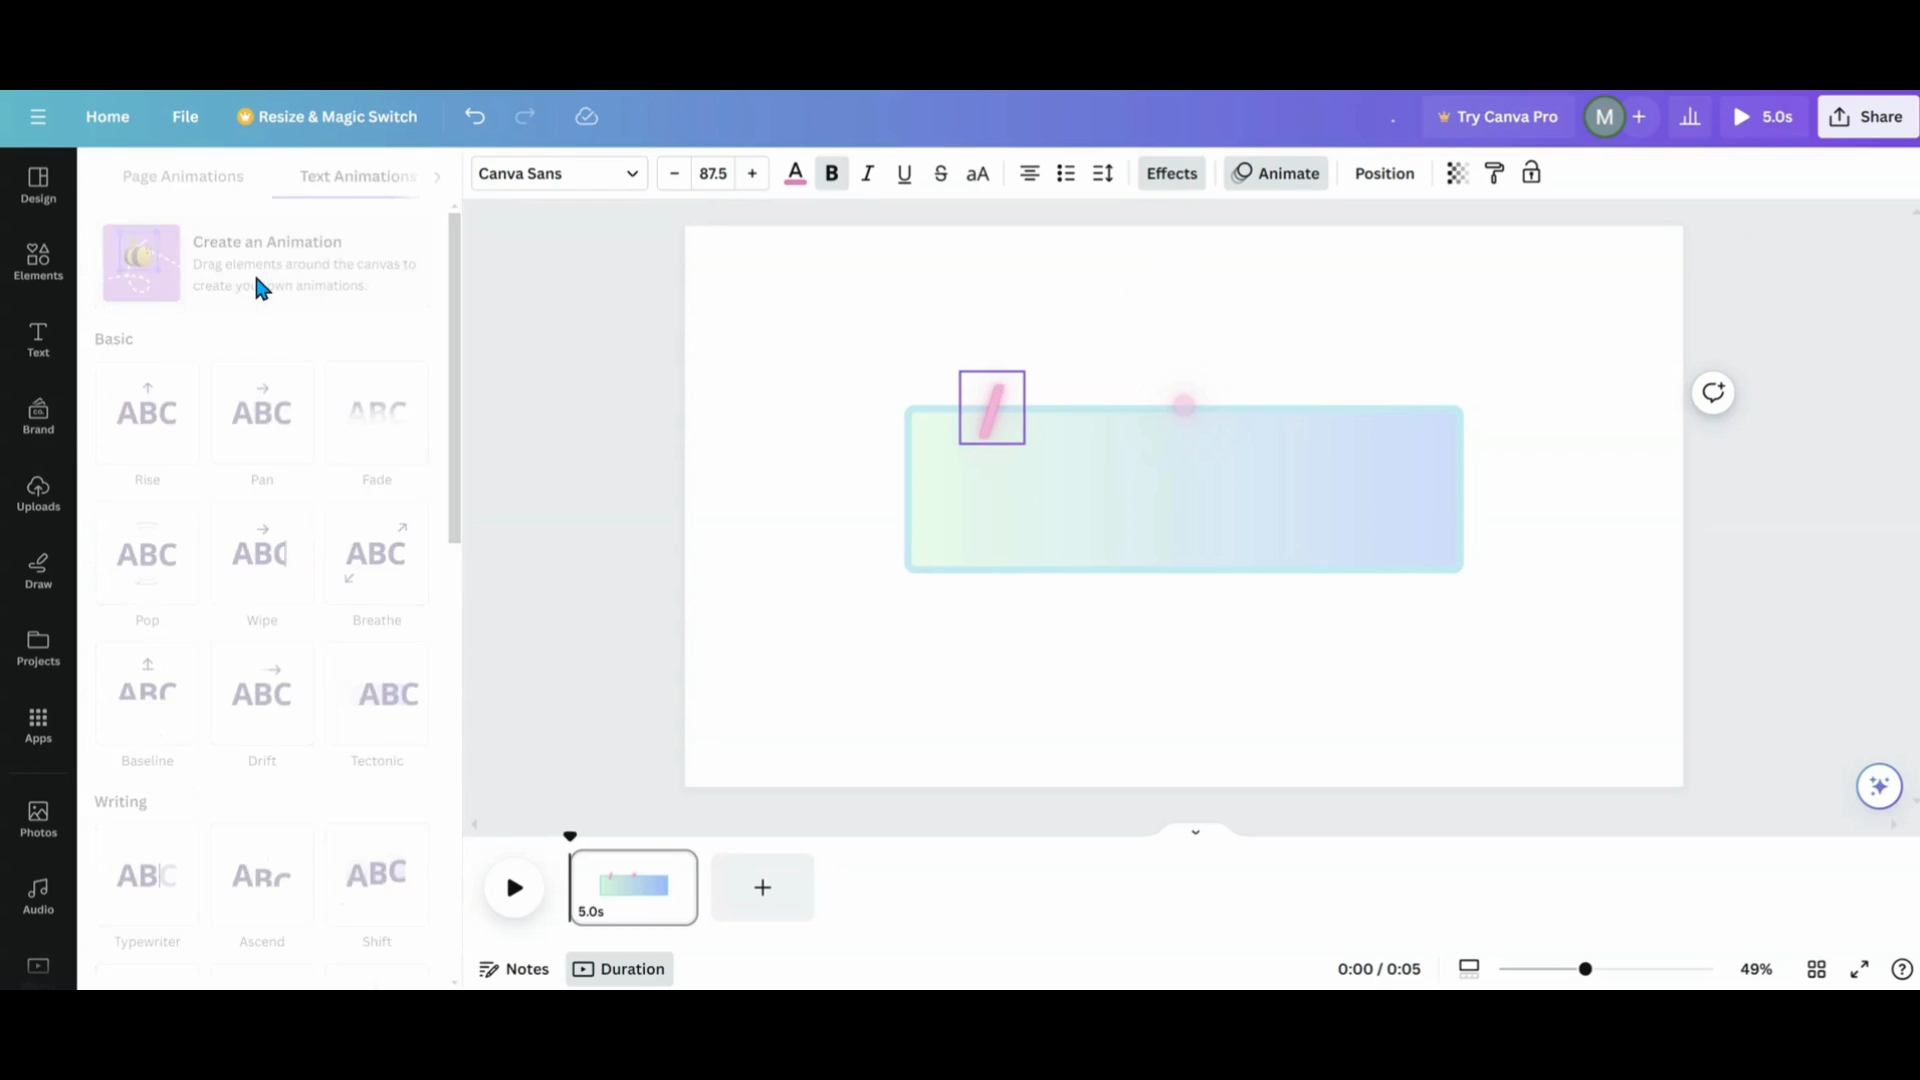 Home File Resize & Magic Switch Try Canva Pro M + 5.0s Share
Page Animations Text Animations
Canva Sans - 87.5 + A B I U S aA Effects Animate Position
Design
Elements
Text
Brand
Uploads
Draw
Projects
Apps
Photos
Audio
Create an Animation
Drag elements around the canvas to
create your own animations.
Basic
ABC ABC ABC
Rise Pan Fade
ABC ABC ABC
Pop Wipe Breathe
ABC ABC ABC
Baseline Drift Tectonic
Writing
ABC ABC ABC
Typewriter Ascend Shift
/
5.0s
+
Notes Duration 0:00 / 0:05 49% ?